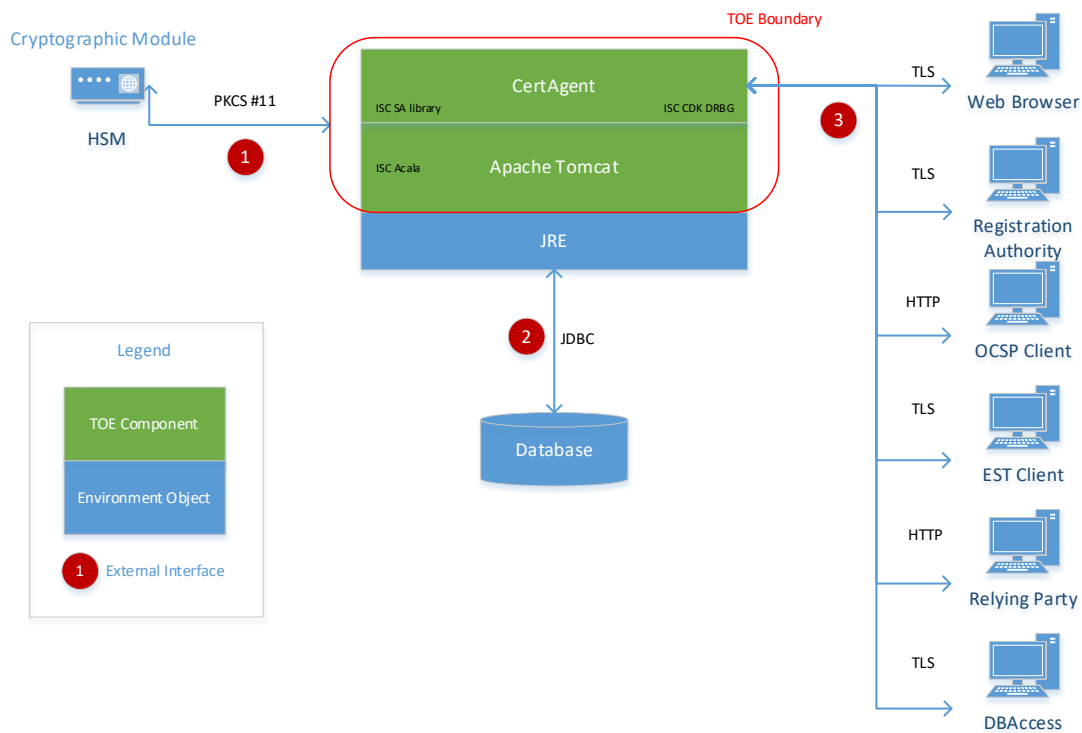 TOE Boundary
Cryptographic Module
HSM
PKCS #11
1
CertAgent
ISC SA library
ISC CDK DRBG
ISC Acala
Apache Tomcat
JRE
2
JDBC
Database
3
TLS
Web Browser
TLS
Registration
Authority
HTTP
OCSP Client
TLS
EST Client
HTTP
Relying Party
TLS
DBAccess
Legend
TOE Component
Environment Object
1 External Interface